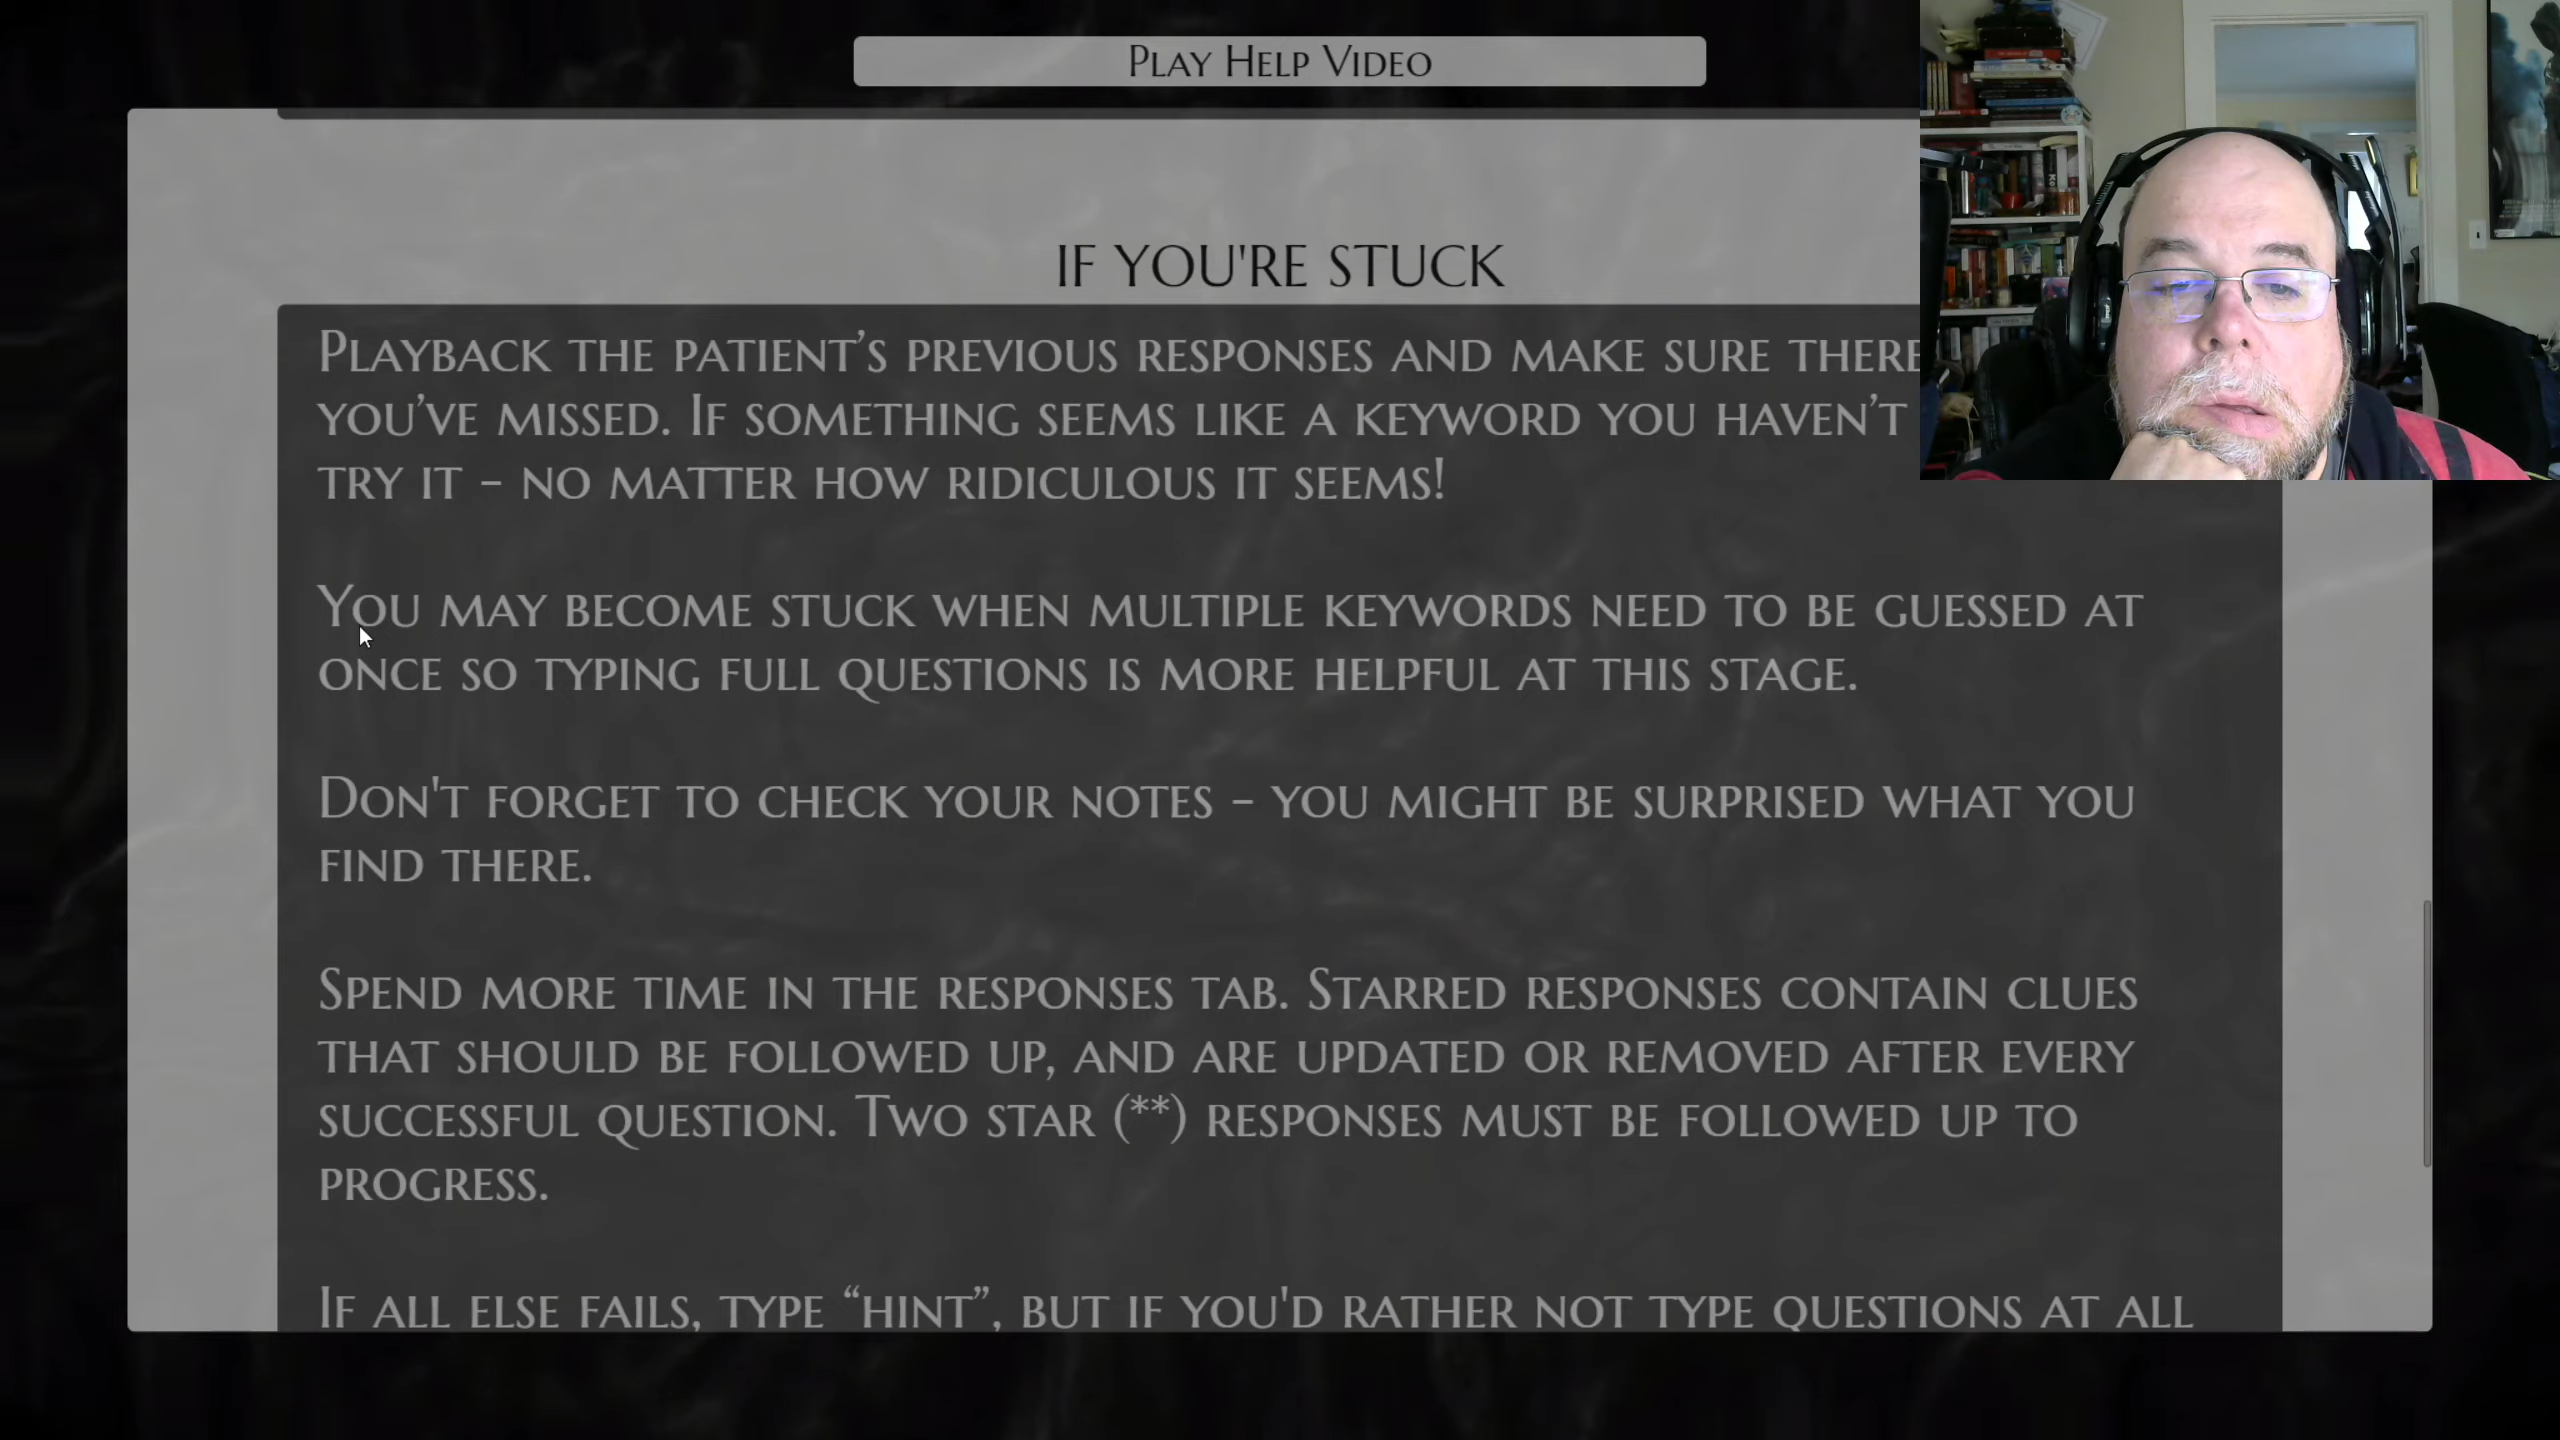 Play Help Video
IF YOU'RE STUCK
Playback the patient's previous responses and make sure there
you've missed. If something seems like a keyword you haven't
try it - no matter how ridiculous it seems!
You may become stuck when multiple keywords need to be guessed at
once so typing full questions is more helpful at this stage.
Don't forget to check your notes - you might be surprised what you
find there.
Spend more time in the responses tab. Starred responses contain clues
that should be followed up, and are updated or removed after every
successful question. Two star (**) responses must be followed up to
progress.
If all else fails, type “hint”, but if you'd rather not type questions at all